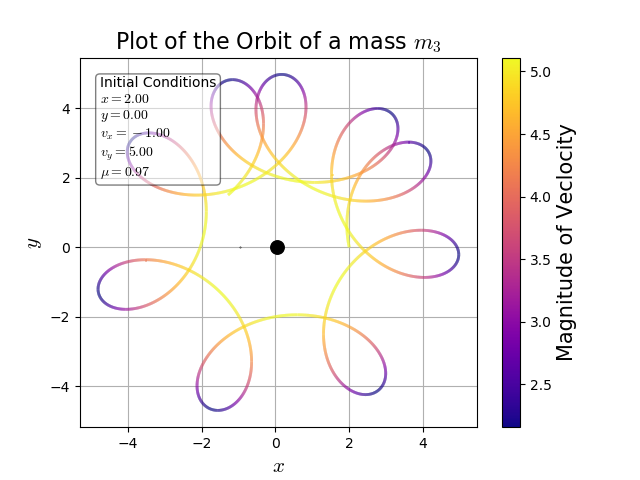 Plot of the Orbit of a mass m₃
Initial Conditions
x = 2.00
y = 0.00
vₓ = −1.00
v_y = 5.00
μ = 0.97
4
2
0
−2
−4
y
−4
−2
0
2
4
x
5.0
4.5
4.0
3.5
3.0
2.5
Magnitude of Veclocity